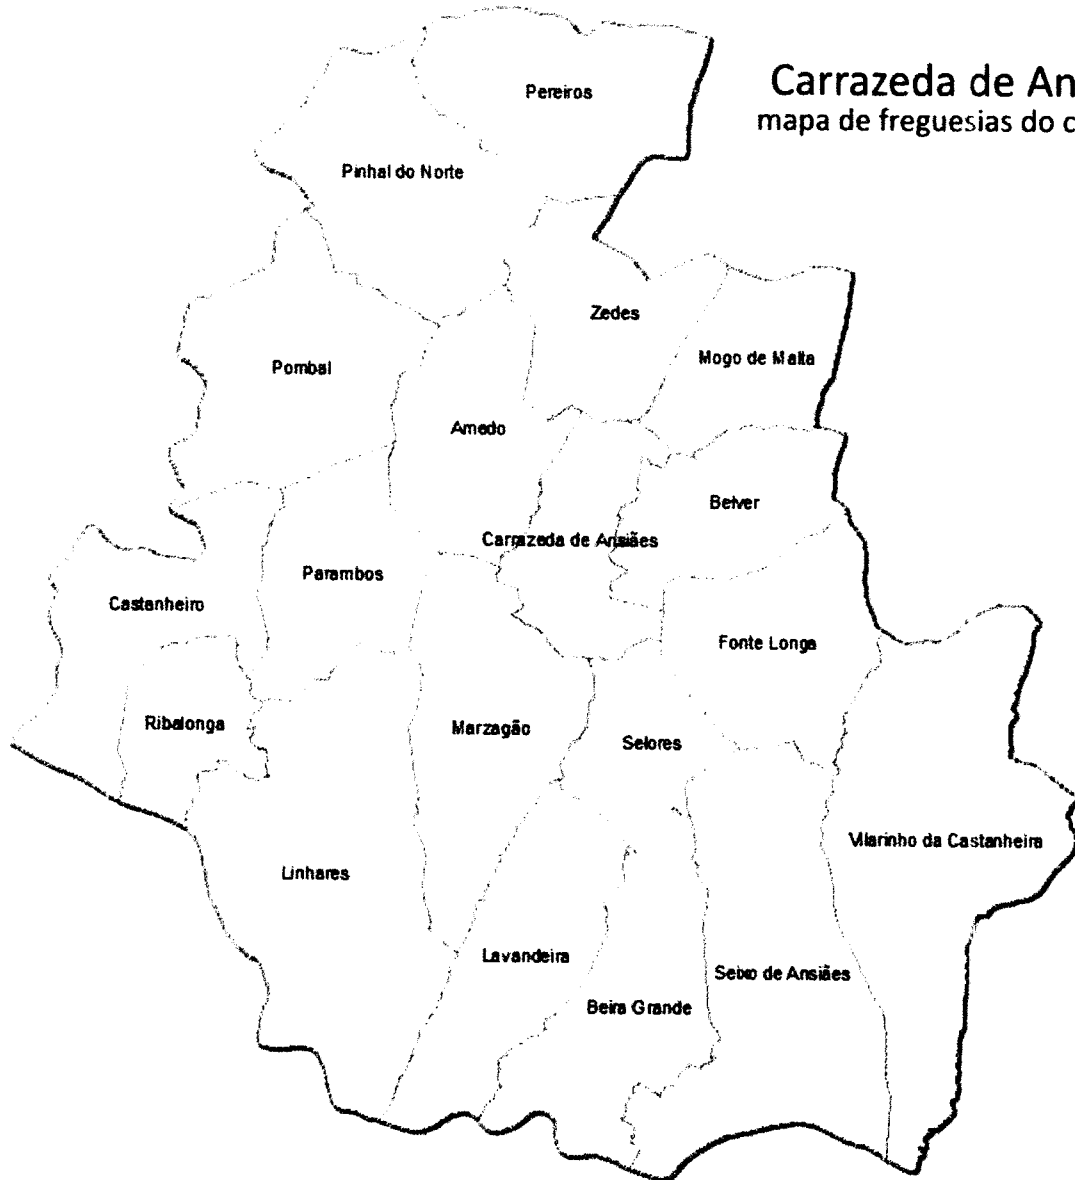 Carrazeda de An
mapa de freguesias do c
Pereiros
Pinhal do Norte
Zedes
Mogo de Malta
Pombal
Amedo
Belver
Carrazeda de Ansiães
Parambos
Castanheiro
Fonte Longa
Ribalonga
Marzagão
Selores
Vilarinho da Castanheira
Linhares
Lavandeira
Seixo de Ansiães
Beira Grande